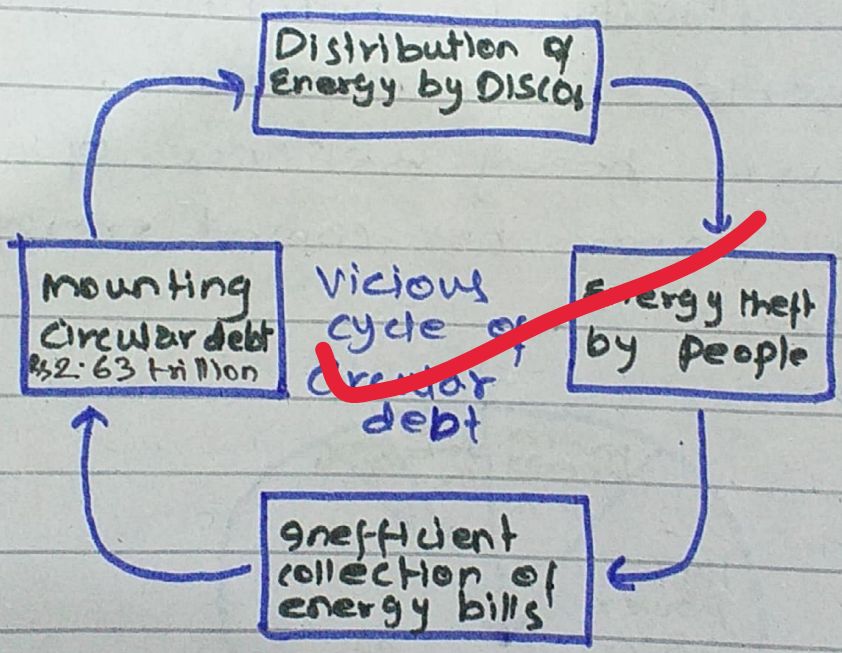 Distribution of
Energy by DISCOs
Energy theft
by people
Inefficient
collection of
energy bills
mounting
circular debt
Rs2.63 trillion
Vicious
cycle of
circular
debt